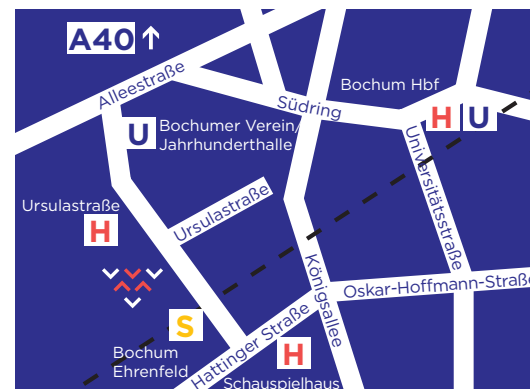 A40 ↑
Alleestraße
Südring
Bochum Hbf
H U
U
Bochumer Verein/
Jahrhunderthalle
Universitätsstraße
Ursulastraße
H
Ursulastraße
Königsallee
Oskar-Hoffmann-Straße
S
Bochum
Ehrenfeld
Hattinger Straße
H
Schauspielhaus